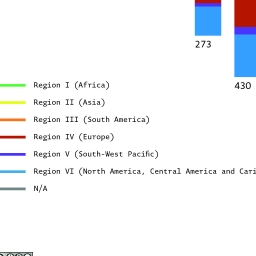 273
430
Region I (Africa)
Region II (Asia)
Region III (South America)
Region IV (Europe)
Region V (South-West Pacific)
Region VI (North America, Central America and Cari
N/A